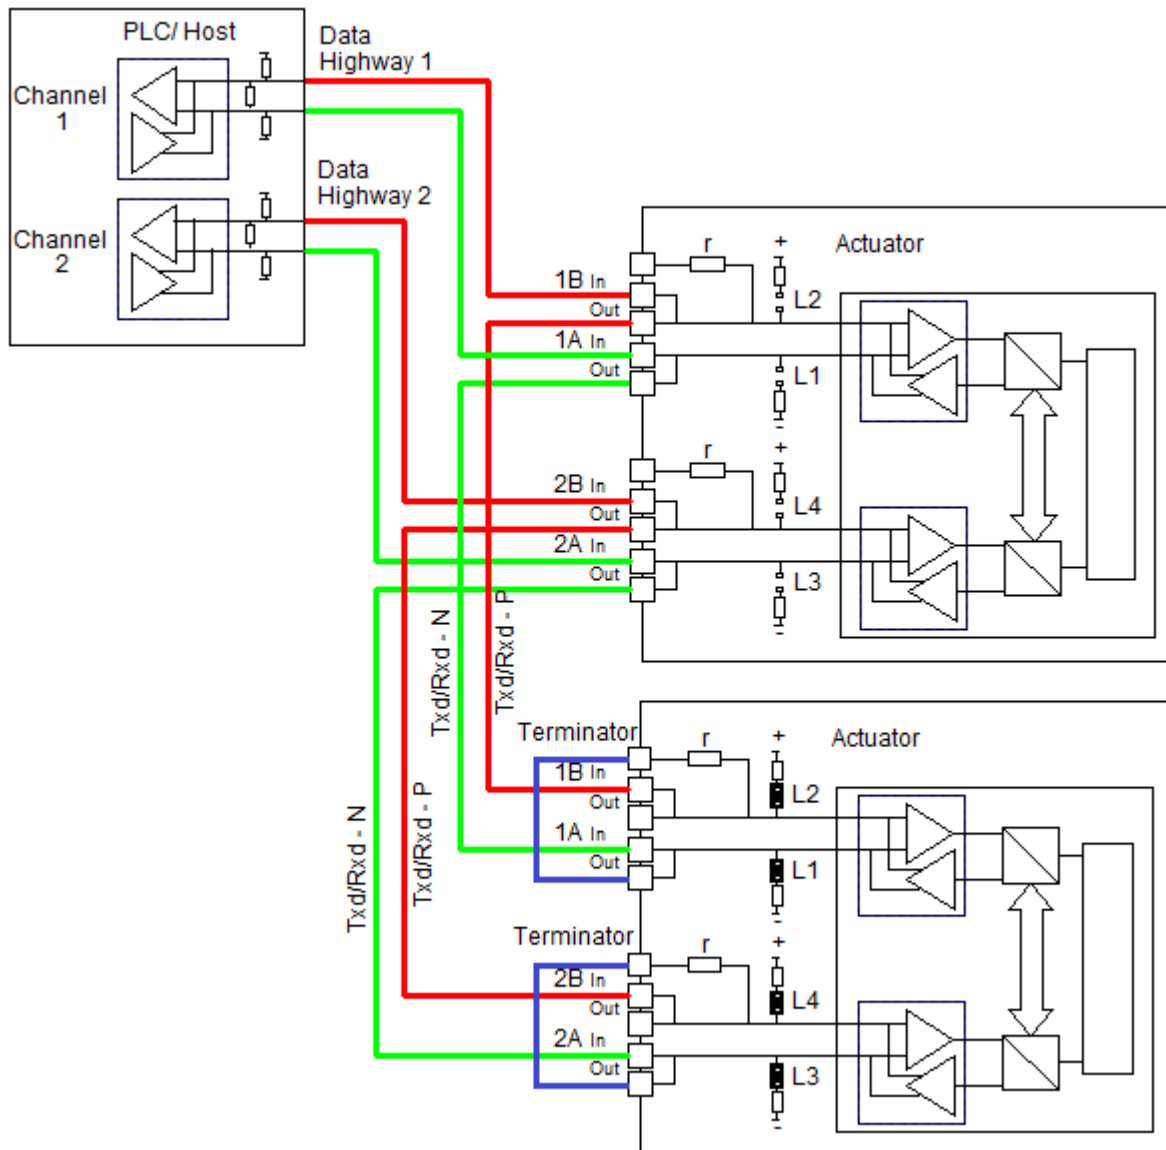 PLC/ Host
Data
Highway 1
Channel
1
Data
Highway 2
Channel
2
Actuator
r
+
L2
1B In
Out
1A In
Out
L1
-
r
+
L4
2B In
Out
2A In
Out
L3
-
Txd/Rxd - N
Txd/Rxd - P
Txd/Rxd - N
Txd/Rxd - P
Terminator
Actuator
r
+
L2
1B In
Out
1A In
Out
L1
-
Terminator
r
+
L4
2B In
Out
2A In
Out
L3
-